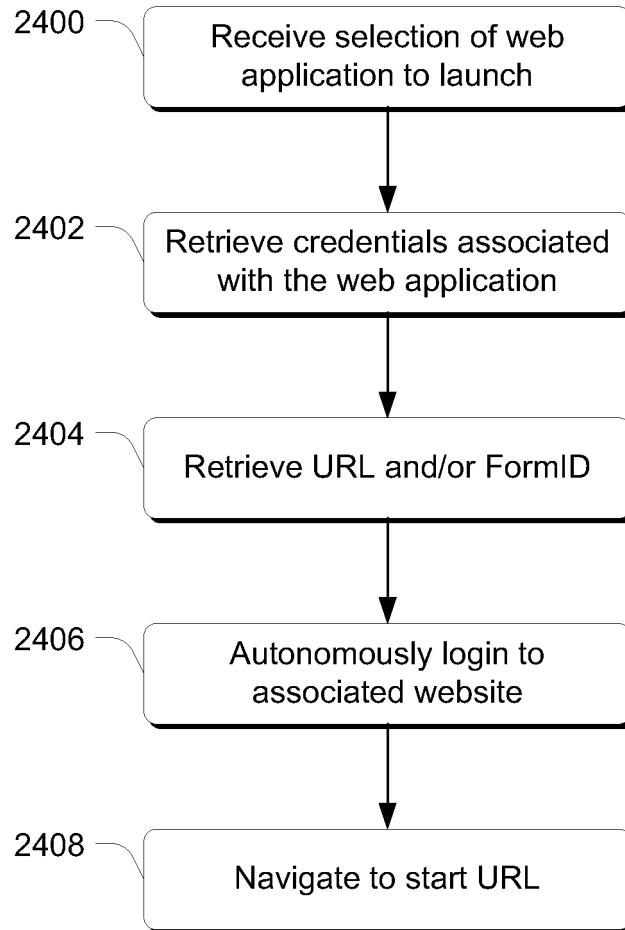 2400
Receive selection of web
application to launch
2402
Retrieve credentials associated
with the web application
2404
Retrieve URL and/or FormID
2406
Autonomously login to
associated website
2408
Navigate to start URL